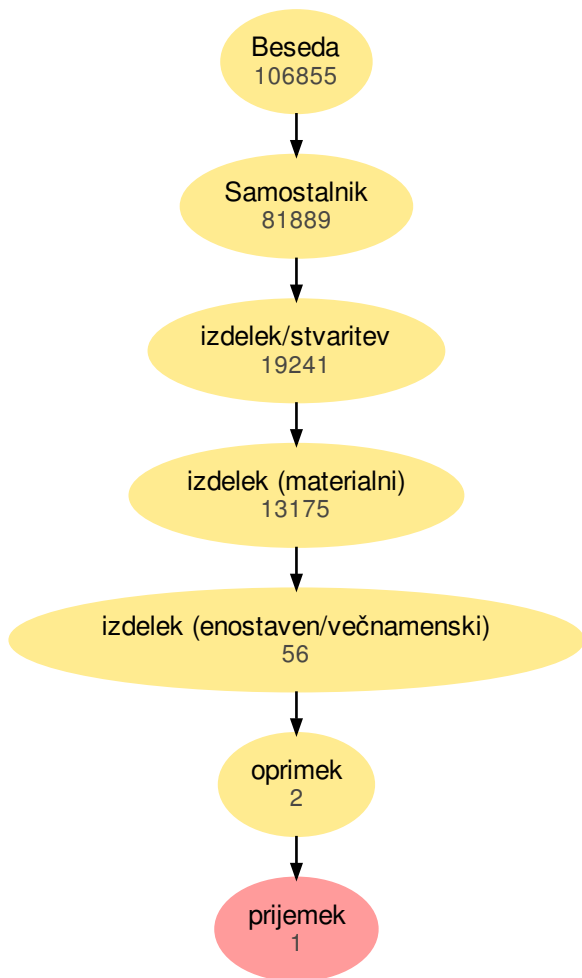 Beseda
106855
Samostalnik
81889
izdelek/stvaritev
19241
izdelek (materialni)
13175
izdelek (enostaven/večnamenski)
56
oprimek
2
prijemek
1